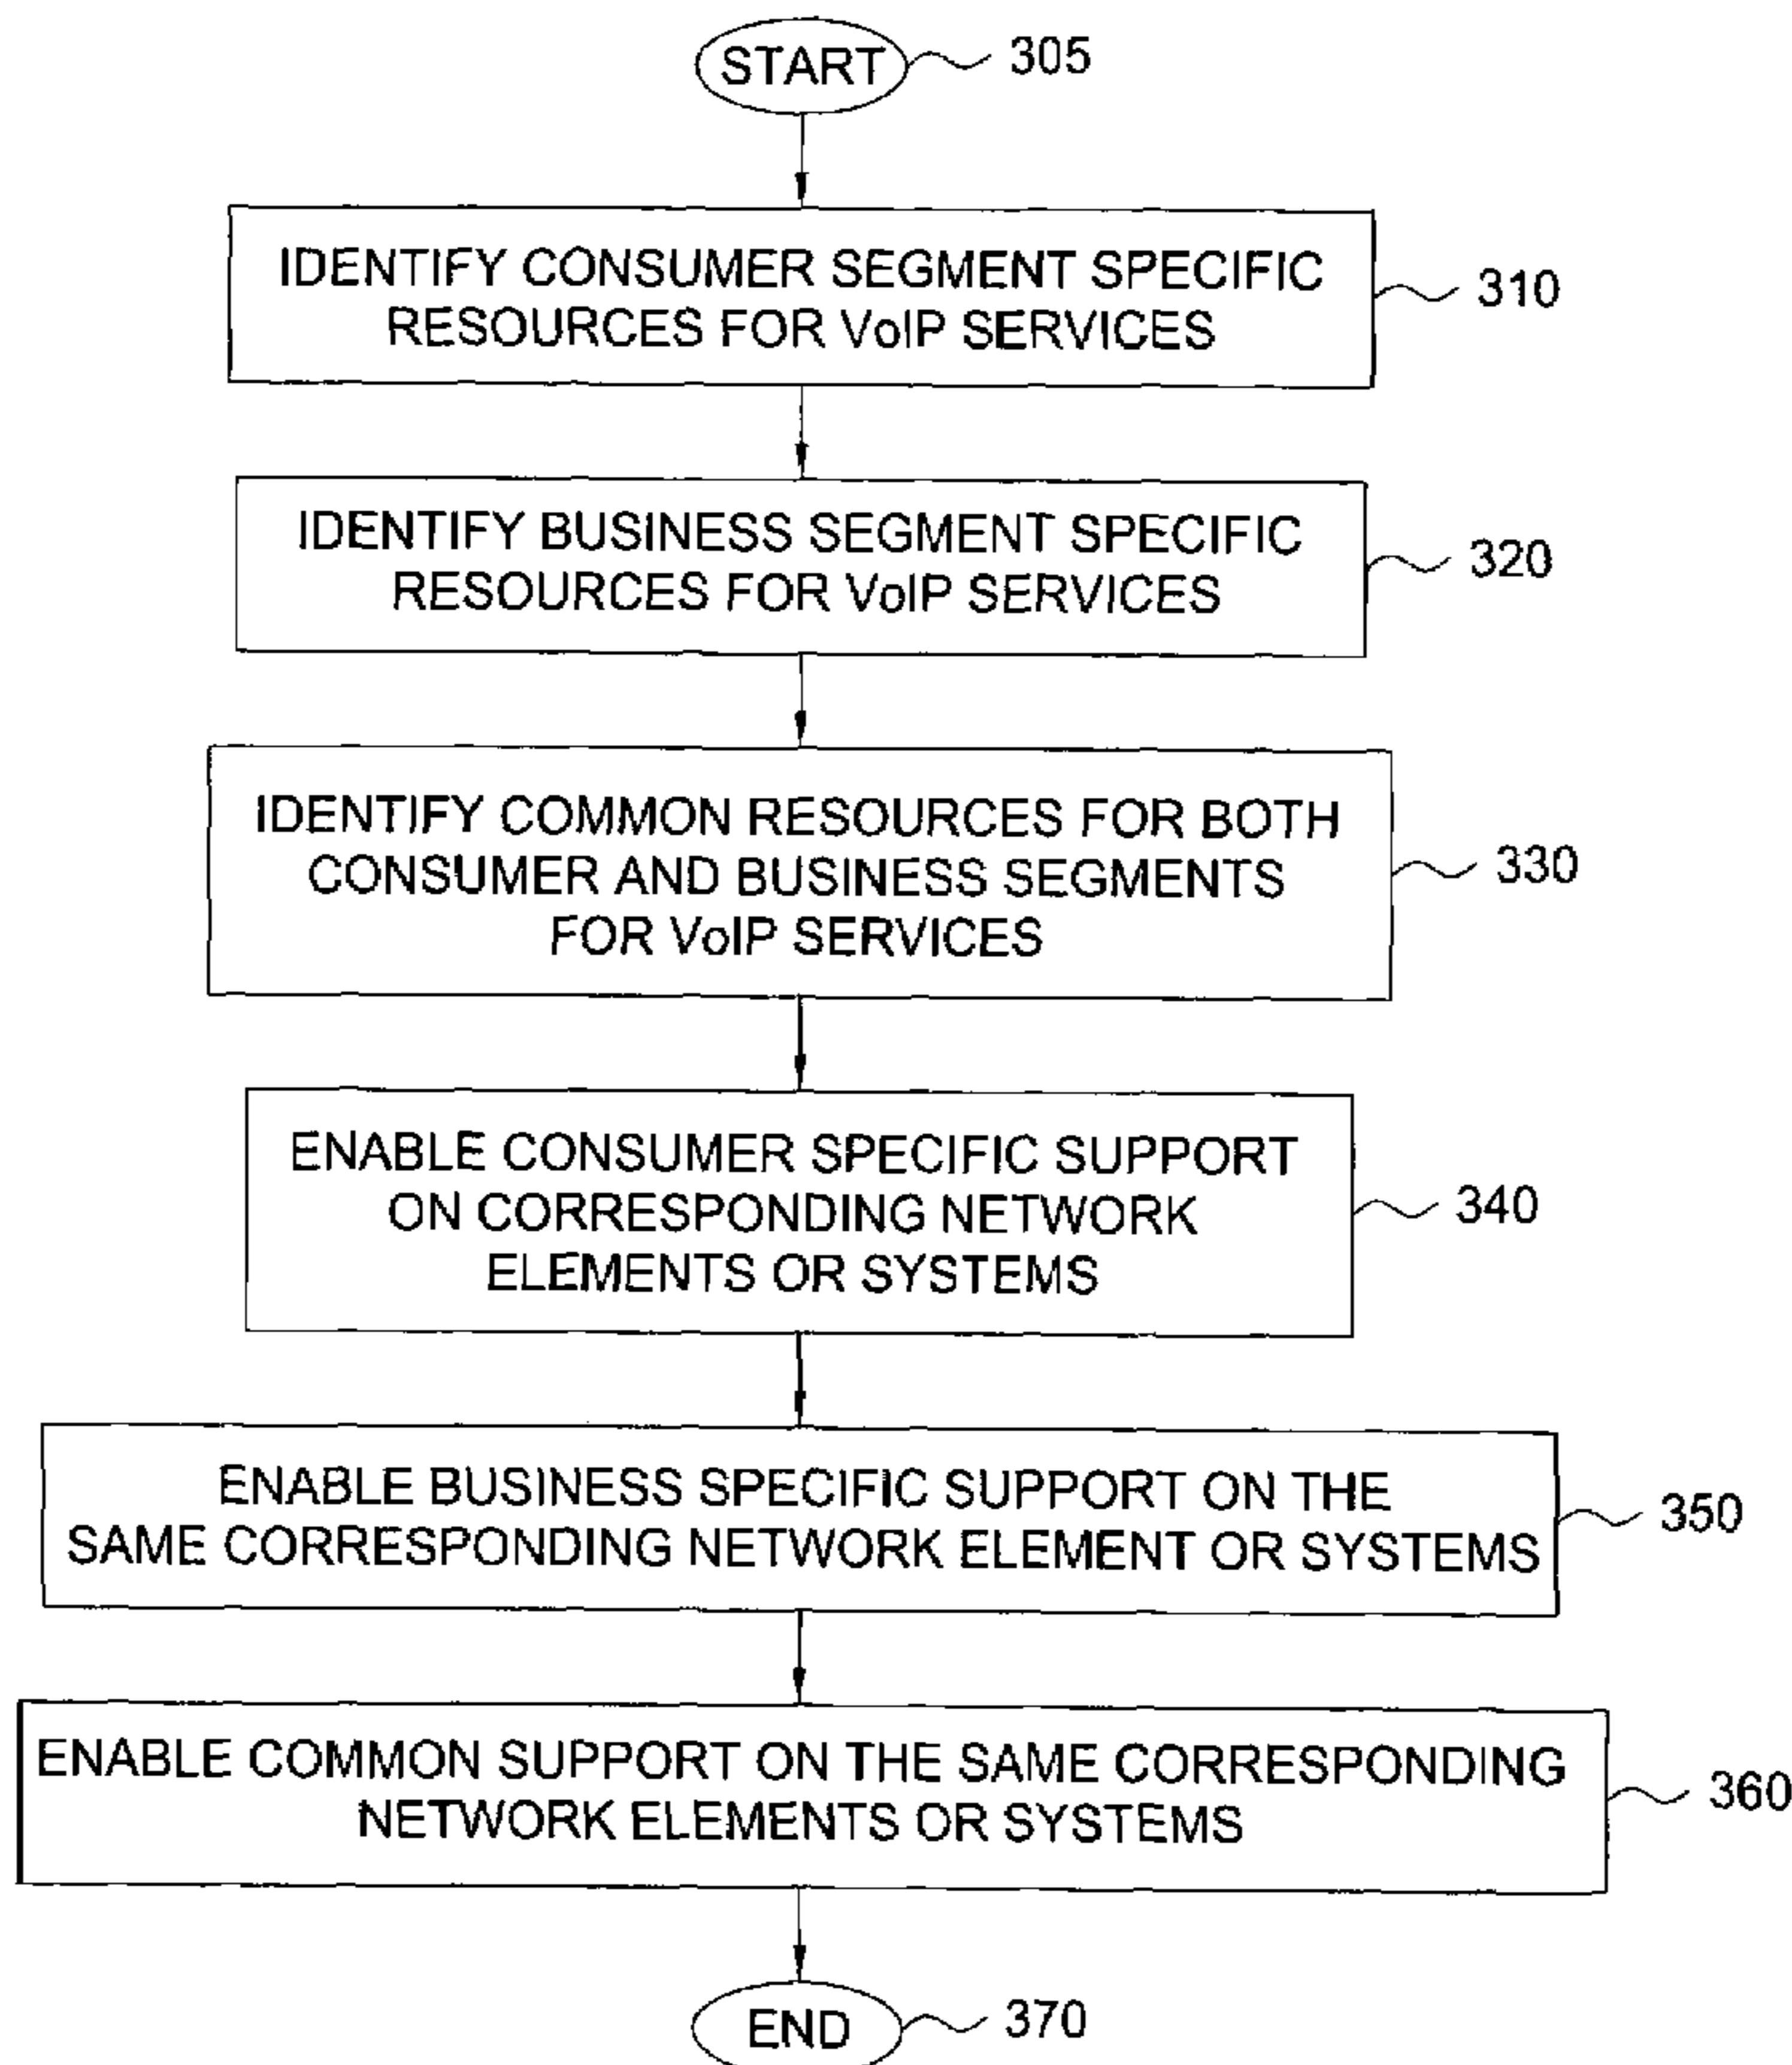 START
305
IDENTIFY CONSUMER SEGMENT SPECIFIC
RESOURCES FOR VoIP SERVICES
310
IDENTIFY BUSINESS SEGMENT SPECIFIC
RESOURCES FOR VoIP SERVICES
320
IDENTIFY COMMON RESOURCES FOR BOTH
CONSUMER AND BUSINESS SEGMENTS
FOR VoIP SERVICES
330
ENABLE CONSUMER SPECIFIC SUPPORT
ON CORRESPONDING NETWORK
ELEMENTS OR SYSTEMS
340
ENABLE BUSINESS SPECIFIC SUPPORT ON THE
SAME CORRESPONDING NETWORK ELEMENT OR SYSTEMS
350
ENABLE COMMON SUPPORT ON THE SAME CORRESPONDING
NETWORK ELEMENTS OR SYSTEMS
360
END
370